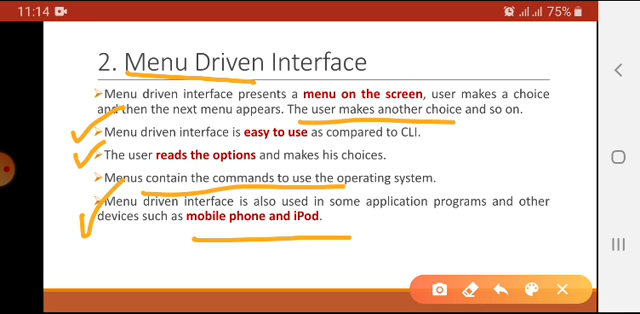 11:14
75%
2. Menu Driven Interface
Menu driven interface presents a menu on the screen, user makes a choice
and then the next menu appears. The user makes another choice and so on.
Menu driven interface is easy to use as compared to CLI.
The user reads the options and makes his choices.
Menus contain the commands to use the operating system.
Menu driven interface is also used in some application programs and other
devices such as mobile phone and iPod.